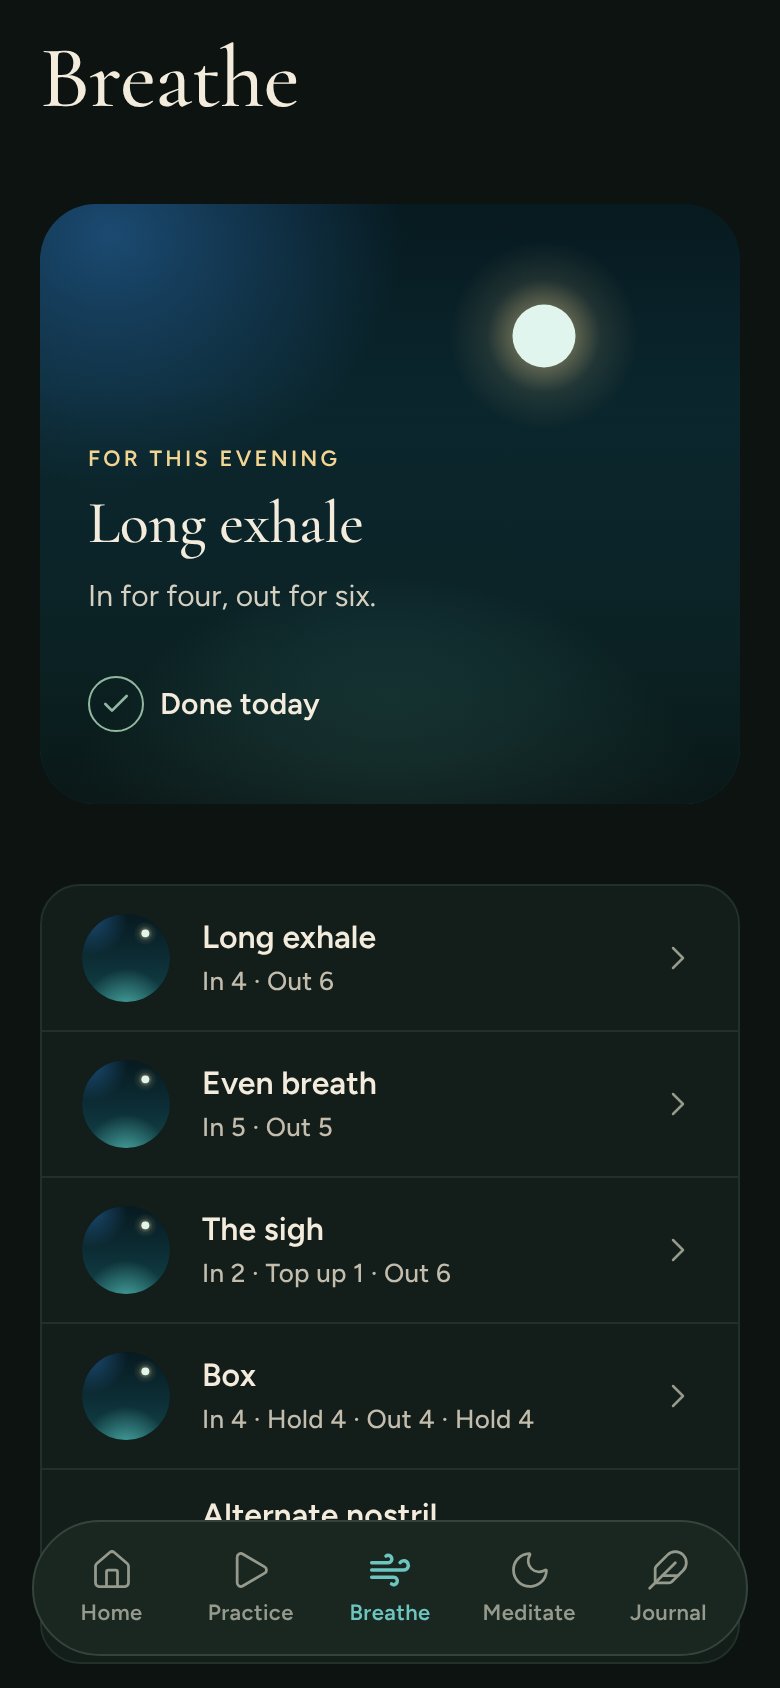 Breathe
FOR THIS EVENING
Long exhale
In for four, out for six.
Done today
Long exhale
In 4 · Out 6
Even breath
In 5 · Out 5
The sigh
In 2 · Top up 1 · Out 6
Box
In 4 · Hold 4 · Out 4 · Hold 4
Alternate nostril
Home
Practice
Breathe
Meditate
Journal